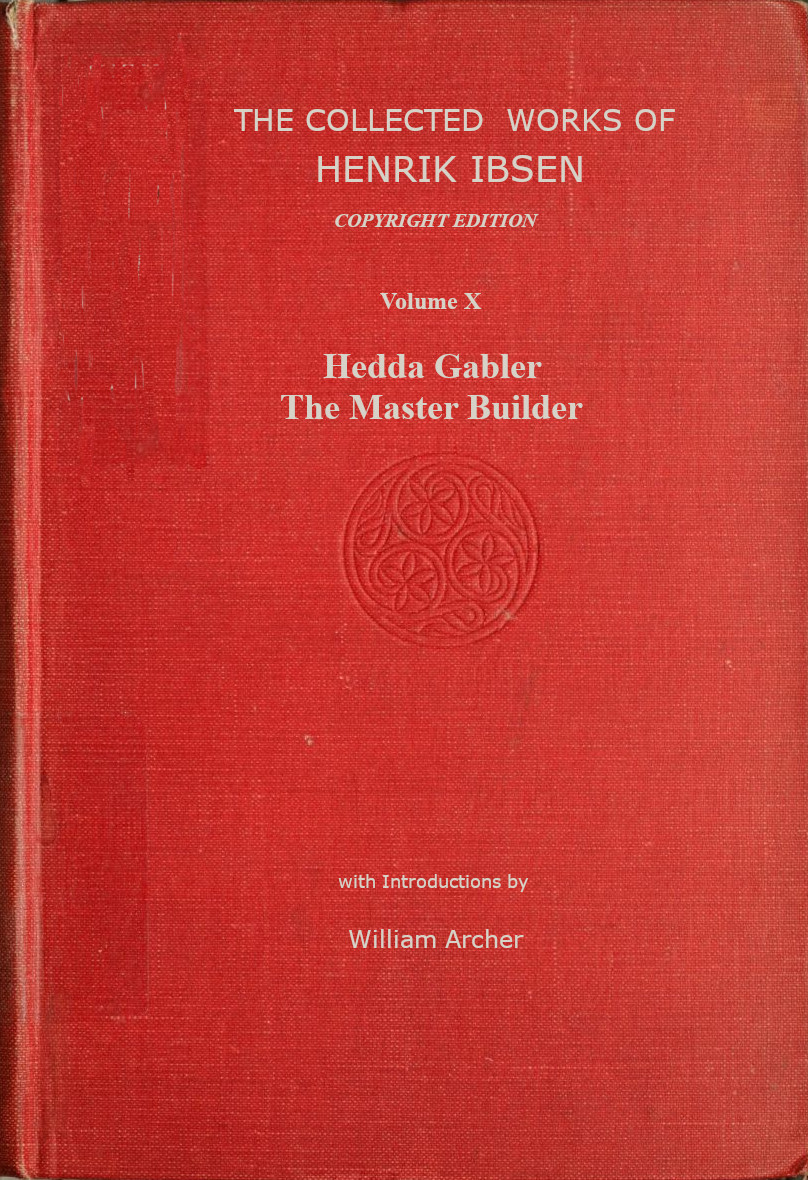 THE COLLECTED WORKS OF
HENRIK IBSEN
COPYRIGHT EDITION
Volume X
Hedda Gabler
The Master Builder
with Introductions by
William Archer